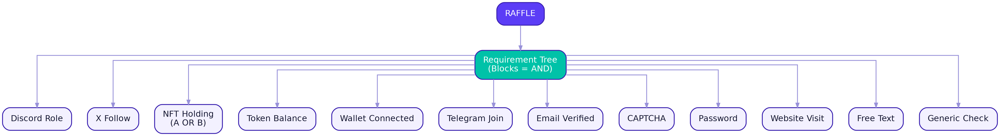 RAFFLE
Requirement Tree
(Blocks = AND)
Discord Role
X Follow
NFT Holding
(A OR B)
Token Balance
Wallet Connected
Telegram Join
Email Verified
CAPTCHA
Password
Website Visit
Free Text
Generic Check